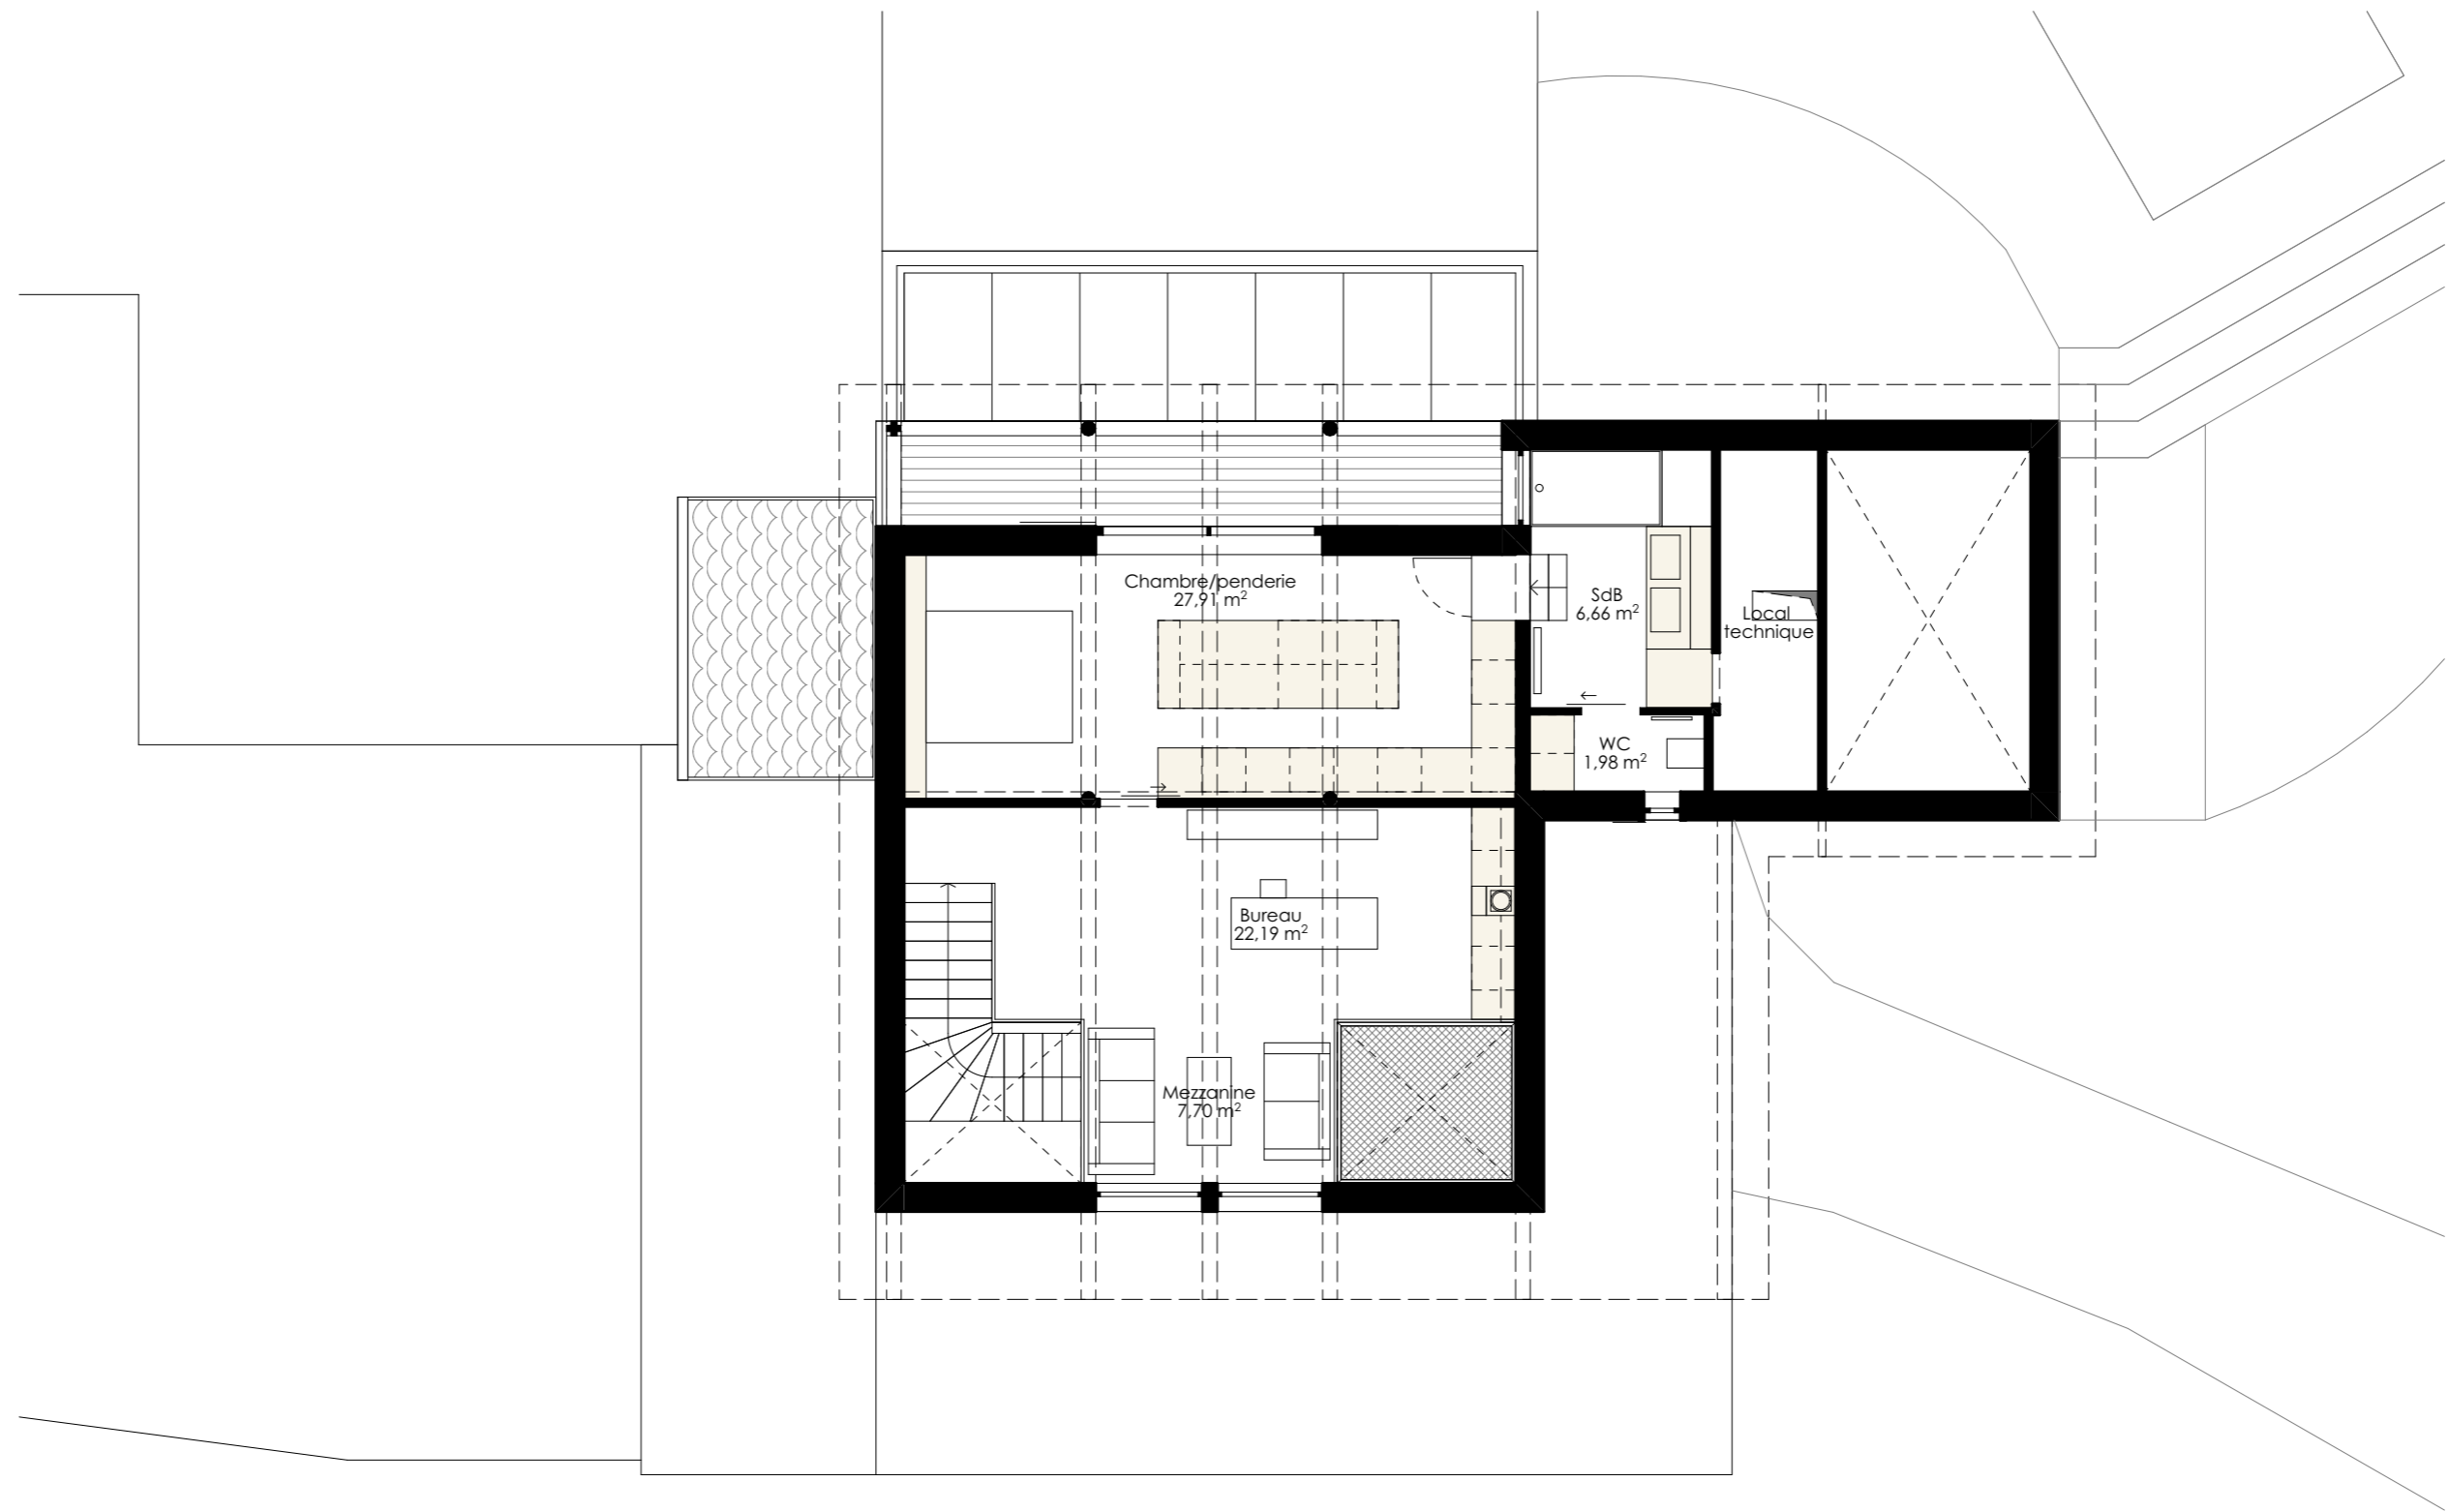 Chambre/penderie
27,91 m²
SdB
6,66 m²
Local
technique
WC
1,98 m²
Bureau
22,19 m²
Mezzanine
7,70 m²